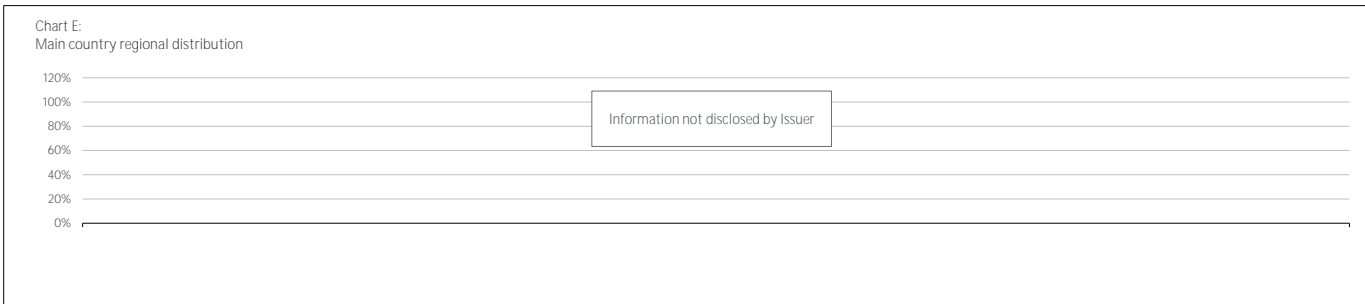 Chart E:
Main country regional distribution
120%
100%
Information not disclosed by Issuer
80%
60%
40%
20%
0%